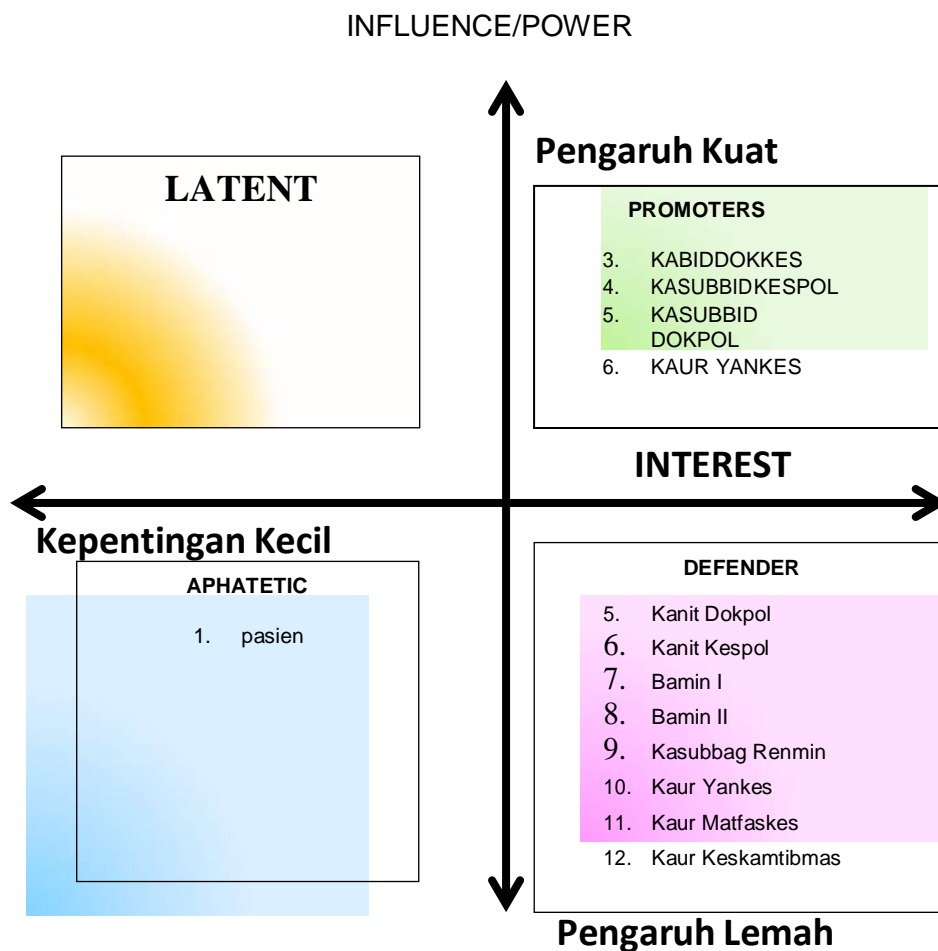 INFLUENCE/POWER
Pengaruh Kuat
LATENT
PROMOTERS
3. KABIDDOKKES
4. KASUBBIDKESPOL
5. KASUBBID
DOKPOL
6. KAUR YANKES
INTEREST
Kepentingan Kecil
APHATETIC
1. pasien
DEFENDER
5. Kanit Dokpol
6. Kanit Kespol
7. Bamin I
8. Bamin II
9. Kasubbag Renmin
10. Kaur Yankes
11. Kaur Matfaskes
12. Kaur Keskamtibmas
Pengaruh Lemah